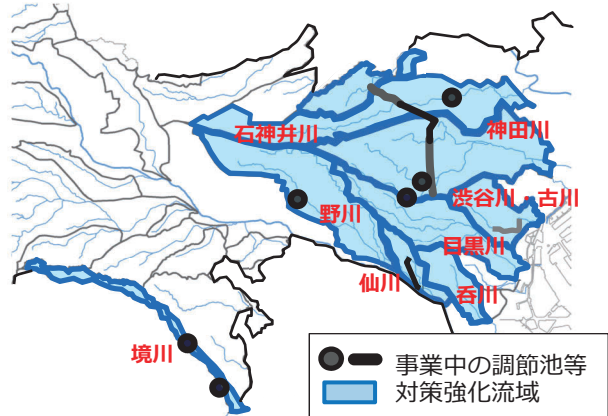 石神井川
神田川
渋谷川・古川
野川
目黒川
仙川
呑川
境川
事業中の調節池等
対策強化流域